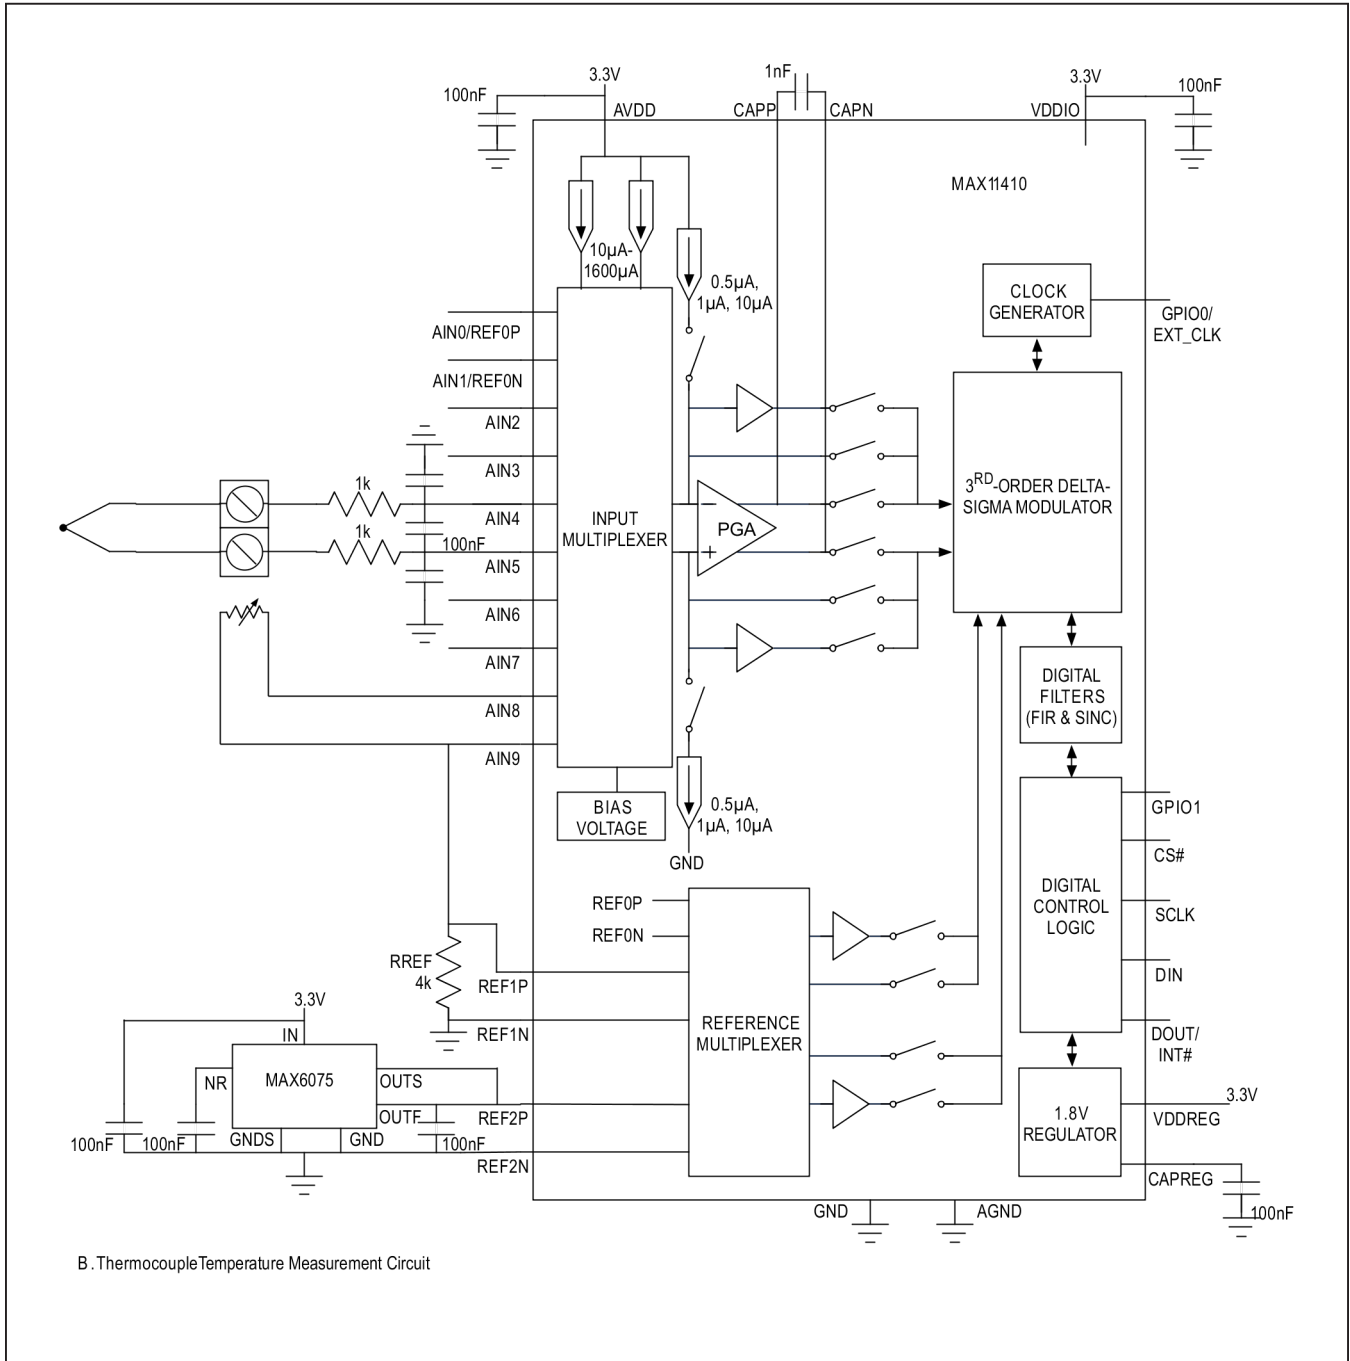 3.3V
100nF
AVDD
1nF
CAPP
CAPN
3.3V
100nF
VDDIO
MAX11410
10µA-
1600µA
0.5µA,
1µA, 10µA
CLOCK
GENERATOR
GPIO0/
EXT_CLK
AIN0/REF0P
AIN1/REF0N
AIN2
AIN3
AIN4
AIN5
AIN6
AIN7
AIN8
AIN9
1k
1k
100nF
INPUT
MULTIPLEXER
PGA
3RD-ORDER DELTA-
SIGMA MODULATOR
DIGITAL
FILTERS
(FIR & SINC)
BIAS
VOLTAGE
0.5µA,
1µA, 10µA
GND
GPIO1
CS#
SCLK
DIN
DOUT/
INT#
DIGITAL
CONTROL
LOGIC
REF0P
REF0N
RREF
4k
REF1P
REF1N
REFERENCE
MULTIPLEXER
3.3V
IN
NR
MAX6075
OUTS
OUTF
REF2P
GNDS
GND
100nF
100nF
100nF
REF2N
1.8V
REGULATOR
3.3V
VDDREG
CAPREG
100nF
GND
AGND
B. Thermocouple Temperature Measurement Circuit